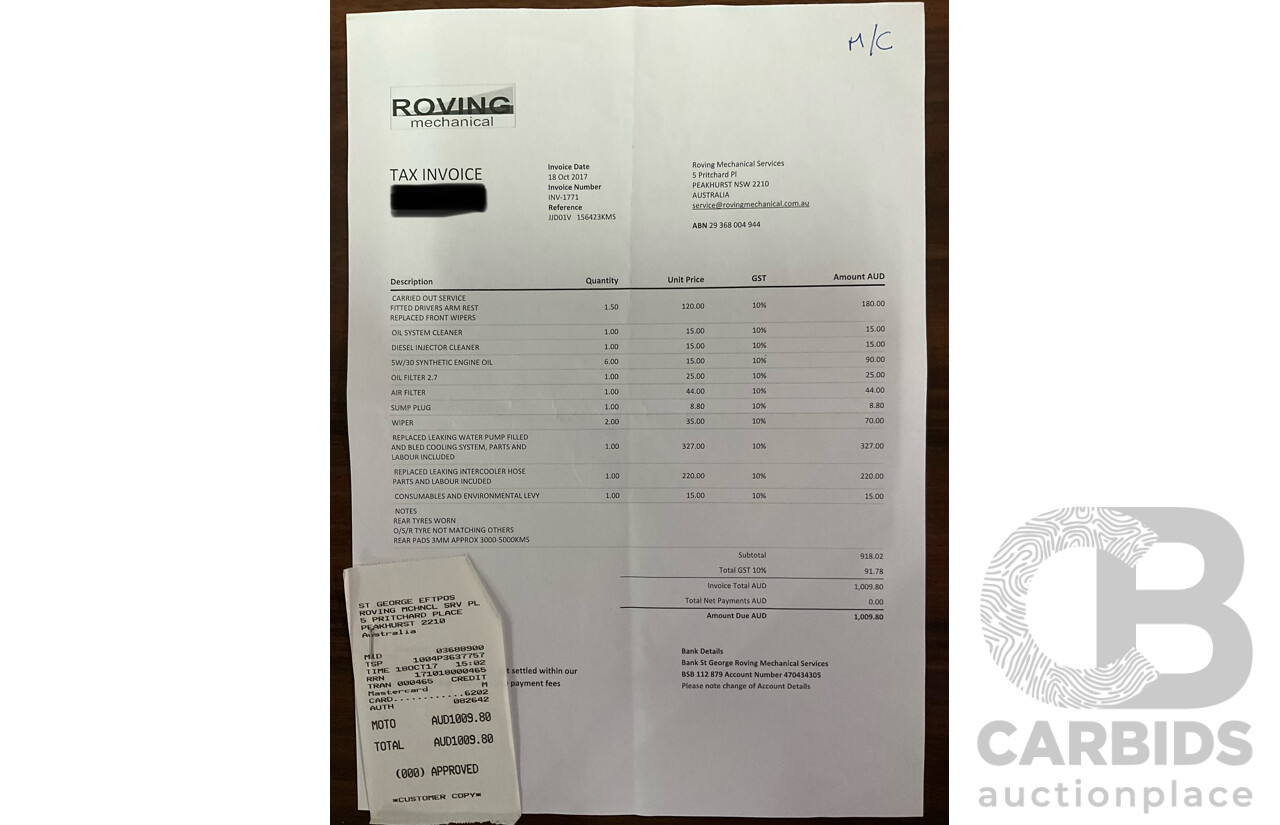 M/C
ROVING
mechanical
TAX INVOICE
Invoice Date
18 Oct 2017
Invoice Number
INV-1771
Reference
JJD01V 156423KMS
Roving Mechanical Services
5 Pritchard Pl
PEAKHURST NSW 2210
AUSTRALIA
service@rovingmechanical.com.au
ABN 29 368 004 944
Description Quantity Unit Price GST Amount AUD
CARRIED OUT SERVICE
FITTED DRIVERS ARM REST 1.50 120.00 10% 180.00
REPLACED FRONT WIPERS
OIL SYSTEM CLEANER 1.00 15.00 10% 15.00
DIESEL INJECTOR CLEANER 1.00 15.00 10% 15.00
5W/30 SYNTHETIC ENGINE OIL 6.00 15.00 10% 90.00
OIL FILTER 2.7 1.00 25.00 10% 25.00
AIR FILTER 1.00 44.00 10% 44.00
SUMP PLUG 1.00 8.80 10% 8.80
WIPER 2.00 35.00 10% 70.00
REPLACED LEAKING WATER PUMP FILLED
AND BLED COOLING SYSTEM, PARTS AND 1.00 327.00 10% 327.00
LABOUR INCLUDED
REPLACED LEAKING INTERCOOLER HOSE
PARTS AND LABOUR INCLUDED 1.00 220.00 10% 220.00
CONSUMABLES AND ENVIRONMENTAL LEVY 1.00 15.00 10% 15.00
NOTES
REAR TYRES WORN
O/S/R TYRE NOT MATCHING OTHERS
REAR PADS 3MM APPROX 3000-5000KMS
Subtotal 918.02
Total GST 10% 91.78
Invoice Total AUD 1,009.80
Total Net Payments AUD 0.00
Amount Due AUD 1,009.80
settled within our
payment fees
Bank Details
Bank St George Roving Mechanical Services
BSB 112 879 Account Number 470434305
Please note change of Account Details
ST GEORGE EFTPOS
ROVING MCHNCL SRV PL
5 PRITCHARD PLACE
PEAKHURST 2210
Australia
MID 03688900
TSP 1004P3637757
TIME 18OCT17 15:02
RRN 171018000465
TRAN 000465 CREDIT
Mastercard M
CARD............6202
AUTH 082642
MOTO AUD1009.80
TOTAL AUD1009.80
(000) APPROVED
*CUSTOMER COPY*
CB
CARBIDS
auctionplace